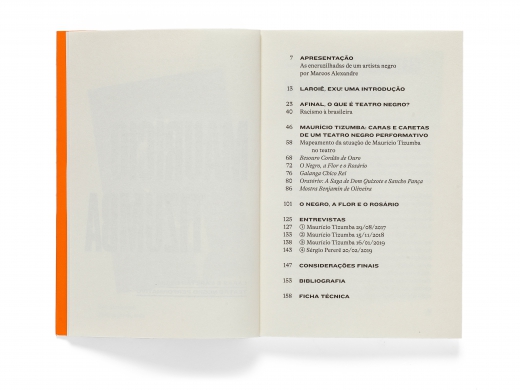 7 APRESENTAÇÃO
As encruzilhadas de um artista negro
por Marcos Alexandre
13 LAROIÊ, EXU! UMA INTRODUÇÃO
23 AFINAL, O QUE É TEATRO NEGRO?
40 Racismo à brasileira
46 MAURÍCIO TIZUMBA: CARAS E CARETAS
DE UM TEATRO NEGRO PERFORMATIVO
58 Mapeamento da atuação de Maurício Tizumba
no teatro
68 Besouro Cordão de Ouro
72 O Negro, a Flor e o Rosário
76 Galanga Chico Rei
80 Oratório: A Saga de Dom Quixote e Sancho Pança
86 Mostra Benjamin de Oliveira
101 O NEGRO, A FLOR E O ROSÁRIO
125 ENTREVISTAS
127 ① Maurício Tizumba 29/08/2017
133 ② Maurício Tizumba 15/11/2018
138 ③ Maurício Tizumba 16/01/2019
143 ④ Sérgio Pererê 20/02/2019
147 CONSIDERAÇÕES FINAIS
153 BIBLIOGRAFIA
158 FICHA TÉCNICA